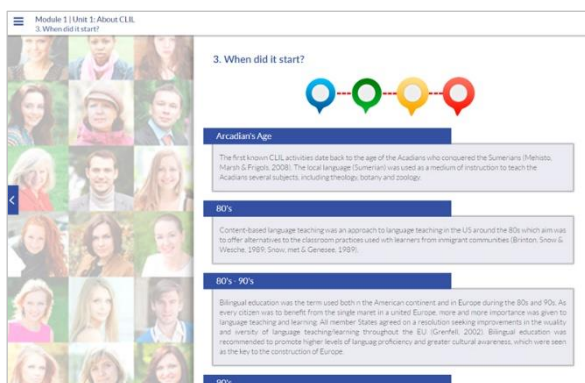 Module 1 | Unit 1: About CLIL
3. When did it start?
3. When did it start?
Arcadian's Age
The first known CLIL activities date back to the age of the Acadians who conquered the Sumerians (Mehisto,
Marsh & Frigols, 2008). The local language (Sumerian) was used as a medium of instruction to teach the
Acadians several subjects, including theology, botany and zoology.
80's
Content-based language teaching was an approach to language teaching in the US around the 80s which aim was
to offer alternatives to the classroom practices used with learners from inmigrant communities (Brinton, Snow &
Wesche, 1989; Snow, met & Genesee, 1989).
80's - 90's
Bilingual education was the term used both n the American continent and in Europe during the 80s and 90s. As
every citizen was to benefit from the single maret in a united Europe, more and more importance was given to
language teaching and learning. All member States agreed on a resolution seeking improvements in the wuality
and versity of language teaching/learning throughout the EU (Grenfell, 2002). Bilingual education was
recommended to promote higher levels of languag proficiency and greater cultural awareness, which were seen
as the key to the construction of Europe.
90's